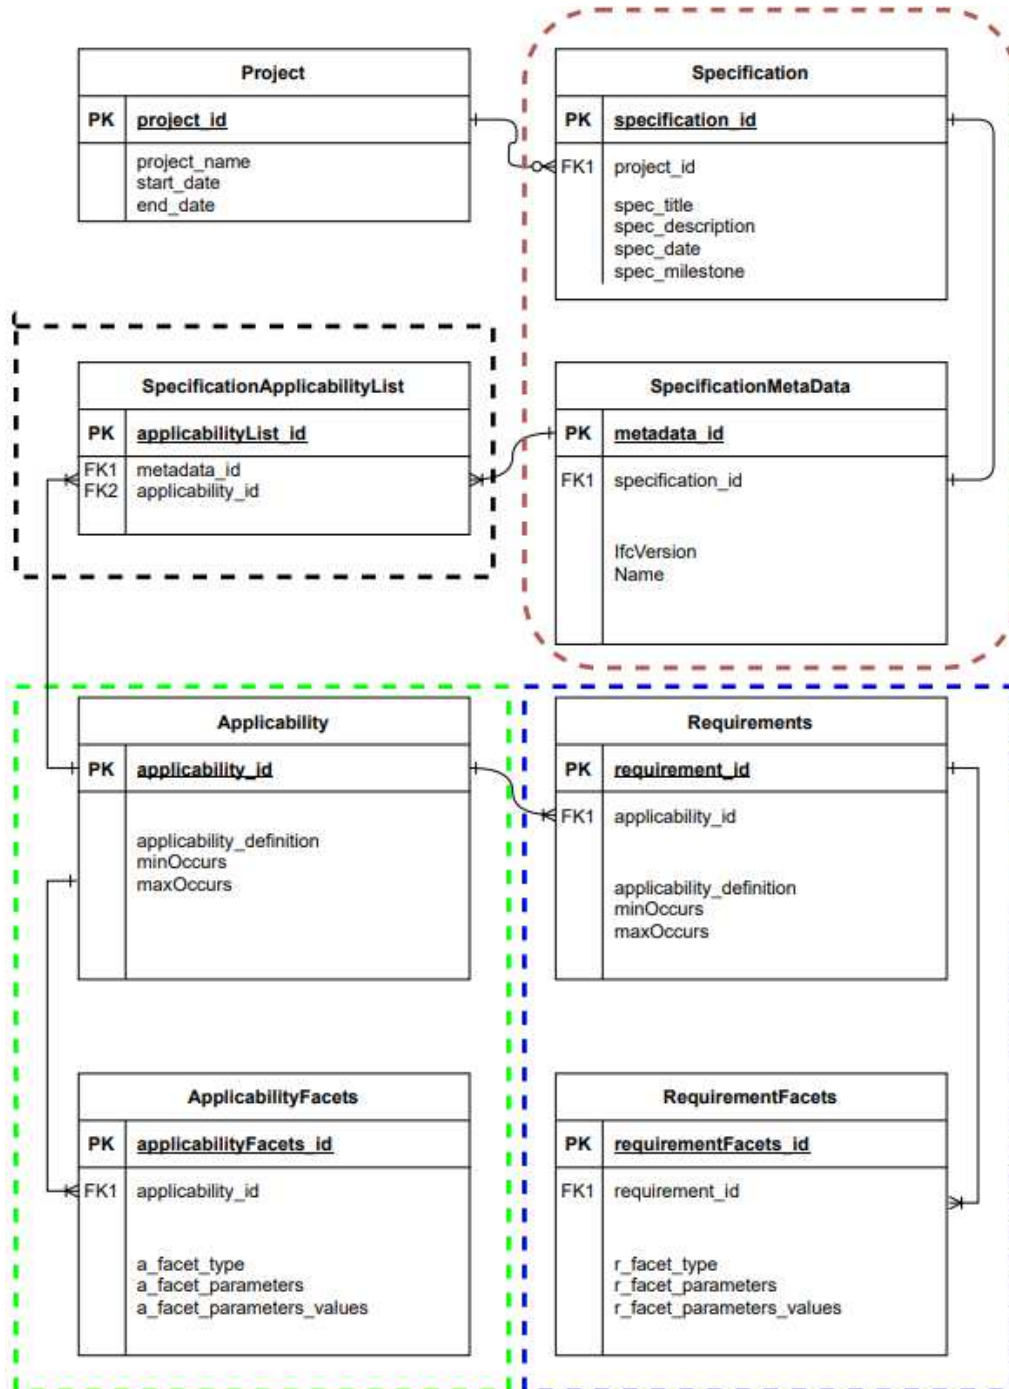 Project
PK project_id
project_name
start_date
end_date
Specification
PK specification_id
FK1 project_id
spec_title
spec_description
spec_date
spec_milestone
SpecificationApplicabilityList
PK applicabilityList_id
FK1 metadata_id
FK2 applicability_id
SpecificationMetaData
PK metadata_id
FK1 specification_id
IfcVersion
Name
Applicability
PK applicability_id
applicability_definition
minOccurs
maxOccurs
Requirements
PK requirement_id
FK1 applicability_id
applicability_definition
minOccurs
maxOccurs
ApplicabilityFacets
PK applicabilityFacets_id
FK1 applicability_id
a_facet_type
a_facet_parameters
a_facet_parameters_values
RequirementFacets
PK requirementFacets_id
FK1 requirement_id
r_facet_type
r_facet_parameters
r_facet_parameters_values